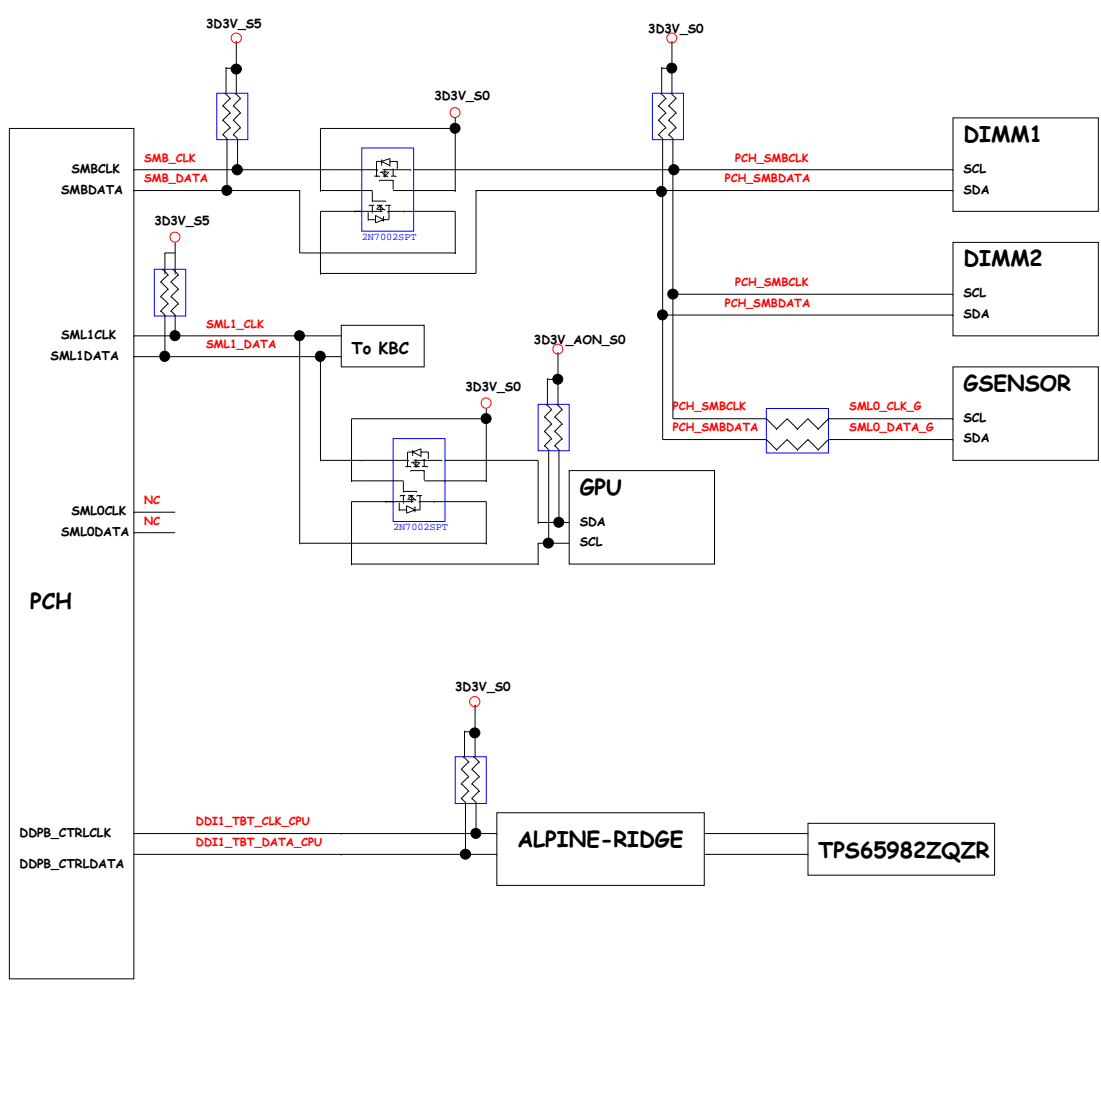 3D3V_S5
3D3V_S0
3D3V_S0
DIMM1
SMBCLK
SMB_CLK
PCH_SMBCLK
SCL
SMBDATA
SMB_DATA
PCH_SMBDATA
SDA
2N7002SPT
3D3V_S5
DIMM2
PCH_SMBCLK
SCL
PCH_SMBDATA
SDA
SML1CLK
SML1_CLK
SML1DATA
SML1_DATA
To KBC
3D3V_AON_S0
3D3V_S0
GSENSOR
PCH_SMBCLK
SML0_CLK_G
SCL
PCH_SMBDATA
SML0_DATA_G
SDA
GPU
SDA
SCL
2N7002SPT
NC
SML0CLK
NC
SML0DATA
PCH
3D3V_S0
DDPB_CTRLCLK
DDI1_TBT_CLK_CPU
DDI1_TBT_DATA_CPU
DDPB_CTRLDATA
ALPINE-RIDGE
TPS65982ZQZR